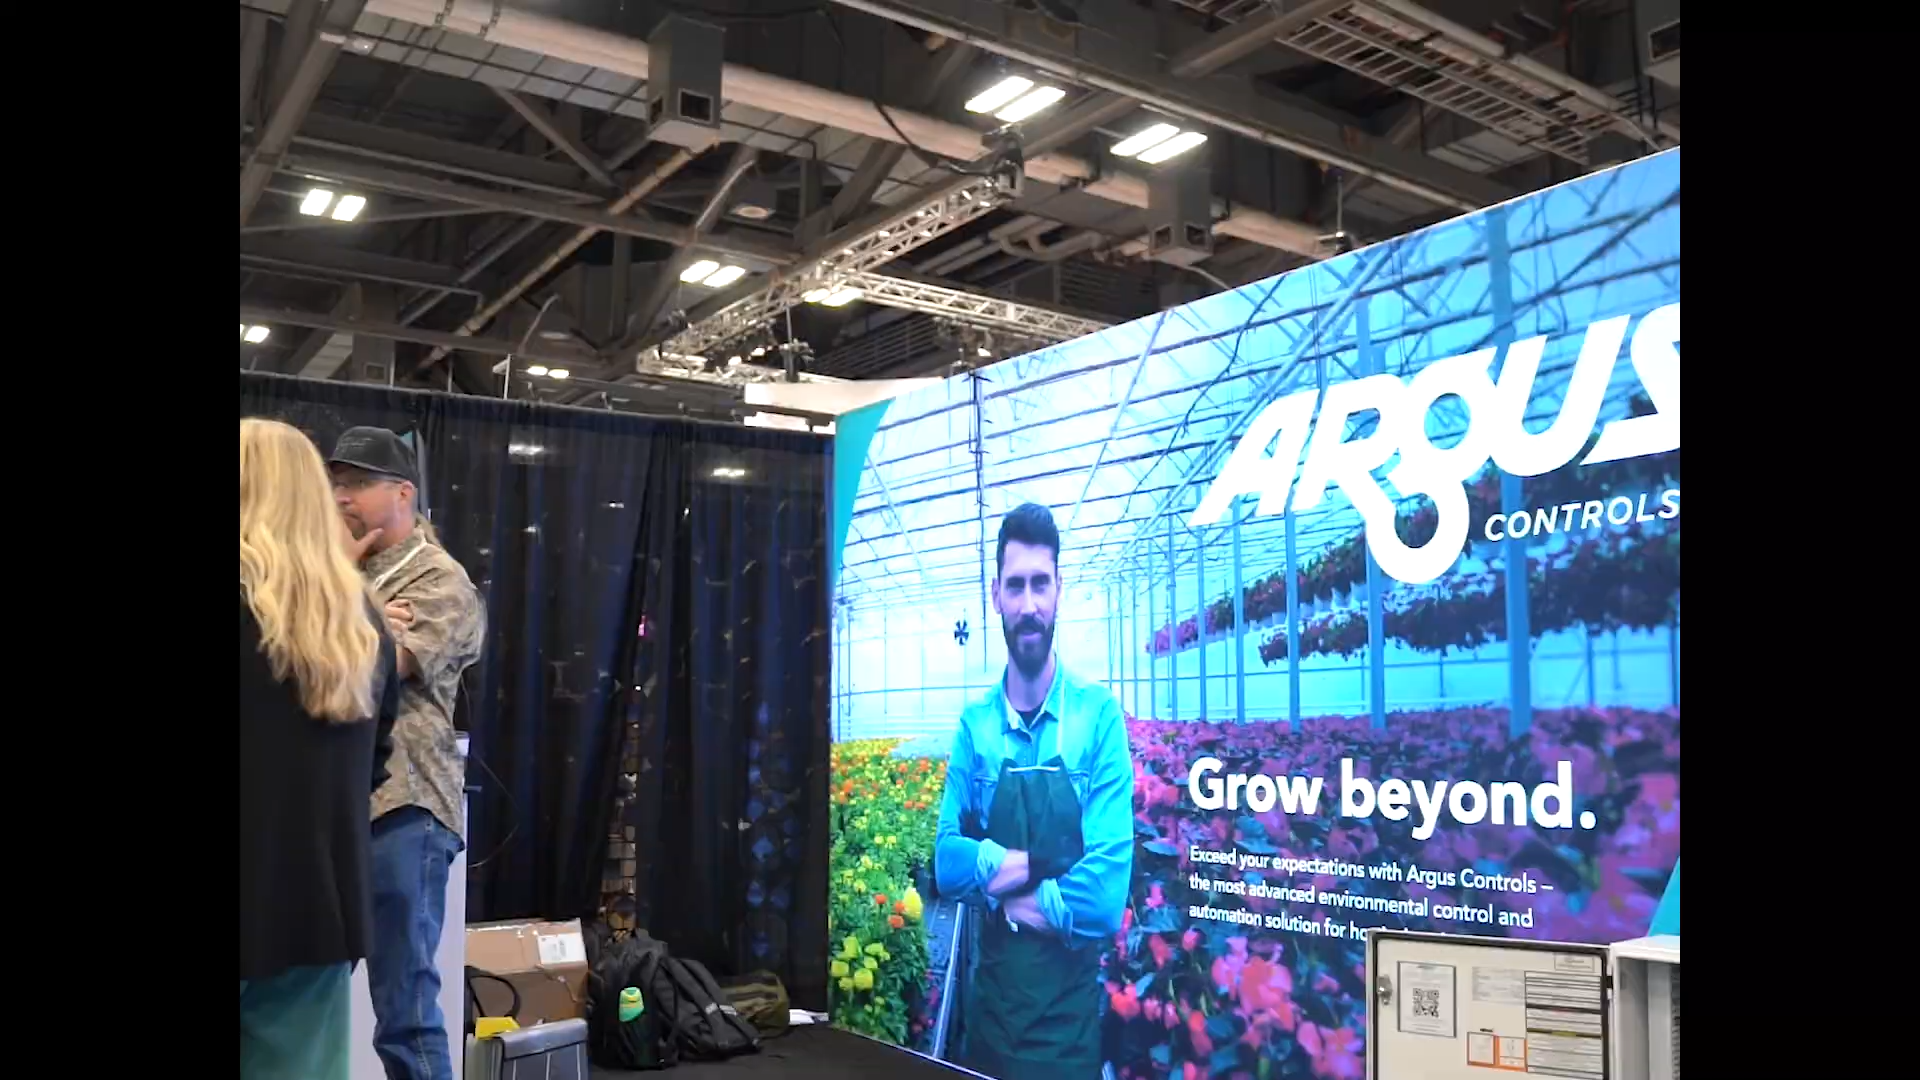 ARGUS
CONTROLS
Grow beyond.
Exceed your expectations with Argus Controls –
the most advanced environmental control and
automation solution for